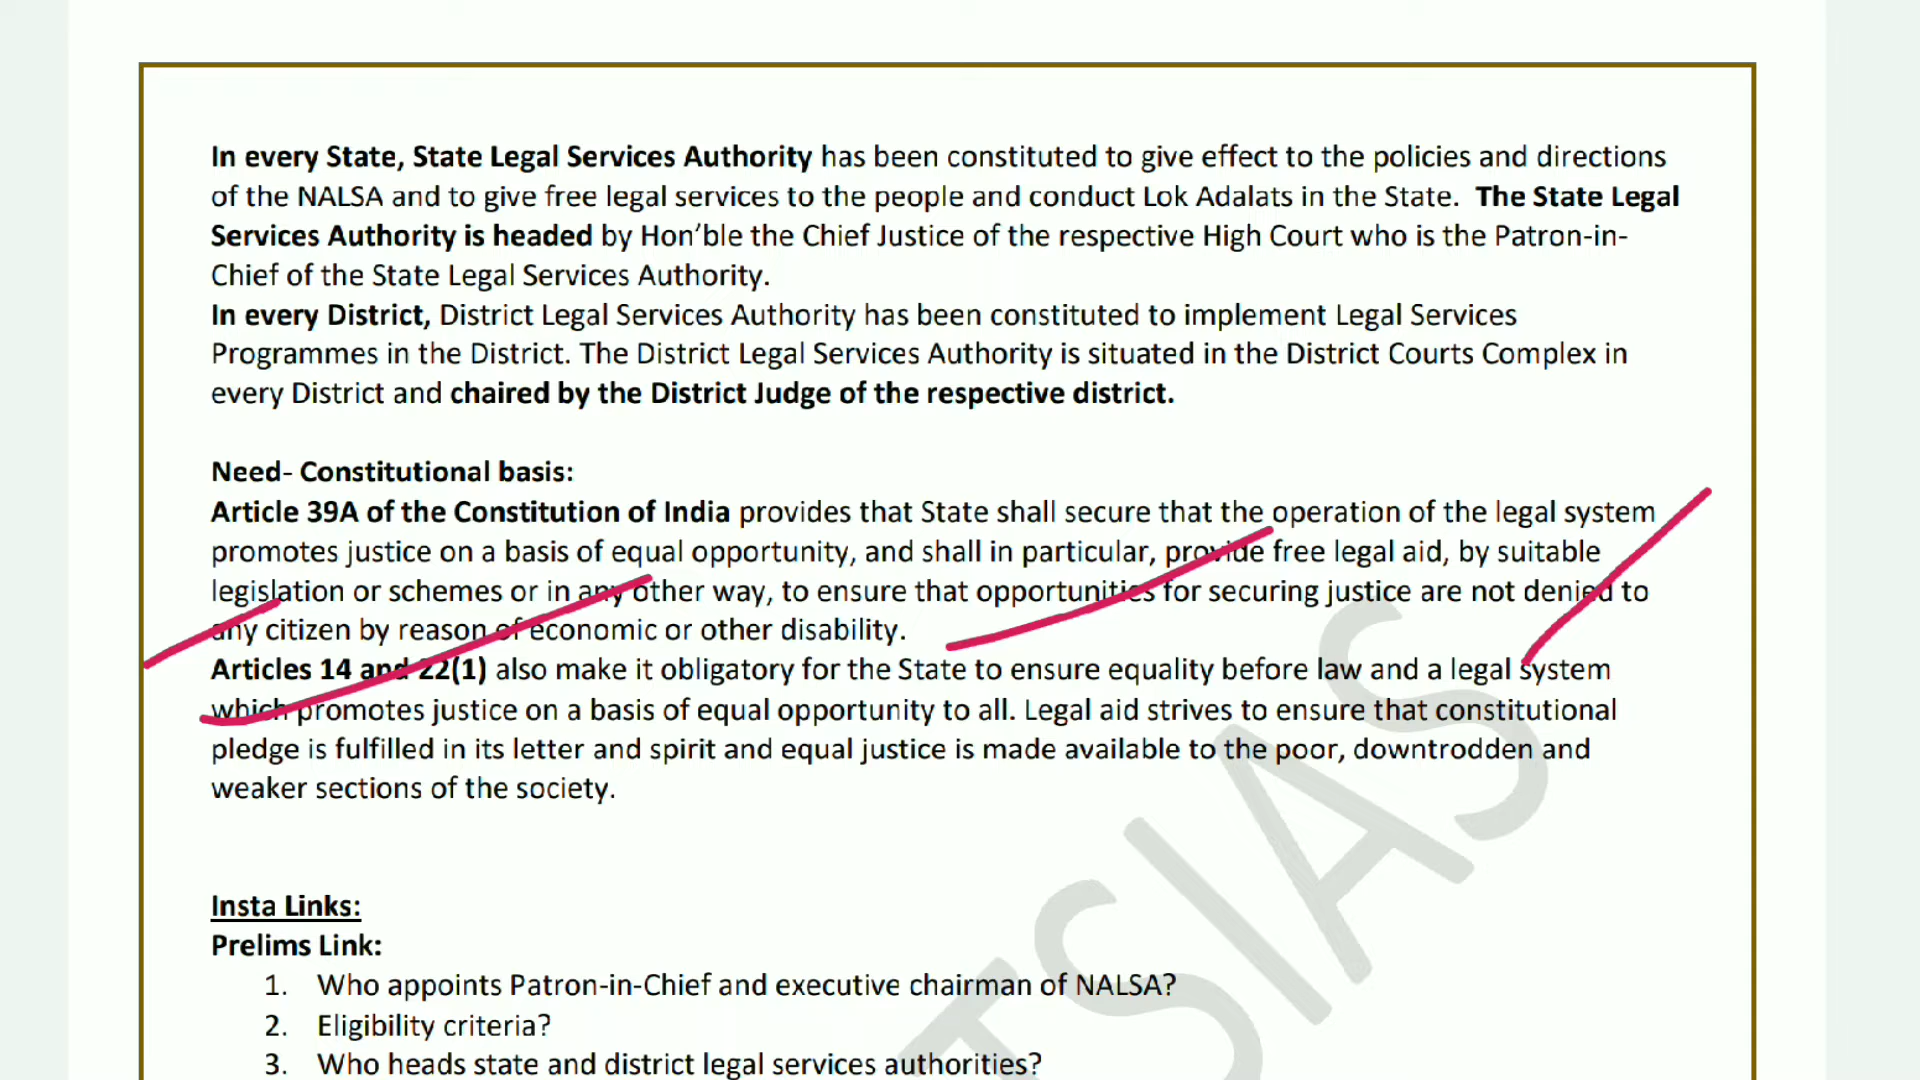 In every State, State Legal Services Authority has been constituted to give effect to the policies and directions
of the NALSA and to give free legal services to the people and conduct Lok Adalats in the State. The State Legal
Services Authority is headed by Hon’ble the Chief Justice of the respective High Court who is the Patron-in-
Chief of the State Legal Services Authority.
In every District, District Legal Services Authority has been constituted to implement Legal Services
Programmes in the District. The District Legal Services Authority is situated in the District Courts Complex in
every District and chaired by the District Judge of the respective district.
Need- Constitutional basis:
Article 39A of the Constitution of India provides that State shall secure that the operation of the legal system
promotes justice on a basis of equal opportunity, and shall in particular, provide free legal aid, by suitable
legislation or schemes or in any other way, to ensure that opportunities for securing justice are not denied to
any citizen by reason of economic or other disability.
Articles 14 and 22(1) also make it obligatory for the State to ensure equality before law and a legal system
which promotes justice on a basis of equal opportunity to all. Legal aid strives to ensure that constitutional
pledge is fulfilled in its letter and spirit and equal justice is made available to the poor, downtrodden and
weaker sections of the society.
Insta Links:
Prelims Link:
1. Who appoints Patron-in-Chief and executive chairman of NALSA?
2. Eligibility criteria?
3. Who heads state and district legal services authorities?
TSIAS